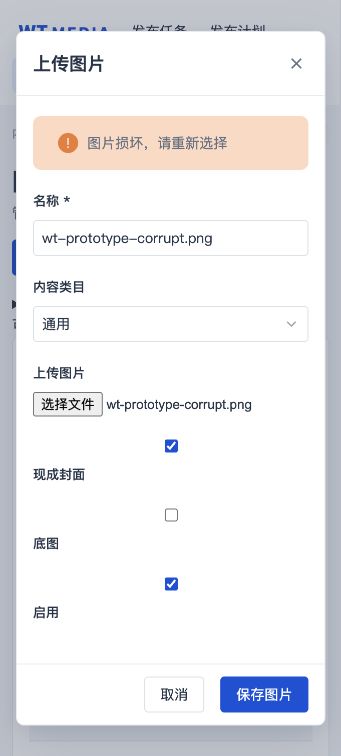 WT MEDIA 发布任务 发布计划
上传图片
×
! 图片损坏，请重新选择
名称 *
wt-prototype-corrupt.png
内容类目
通用
上传图片
选择文件 wt-prototype-corrupt.png
现成封面
底图
启用
取消 保存图片